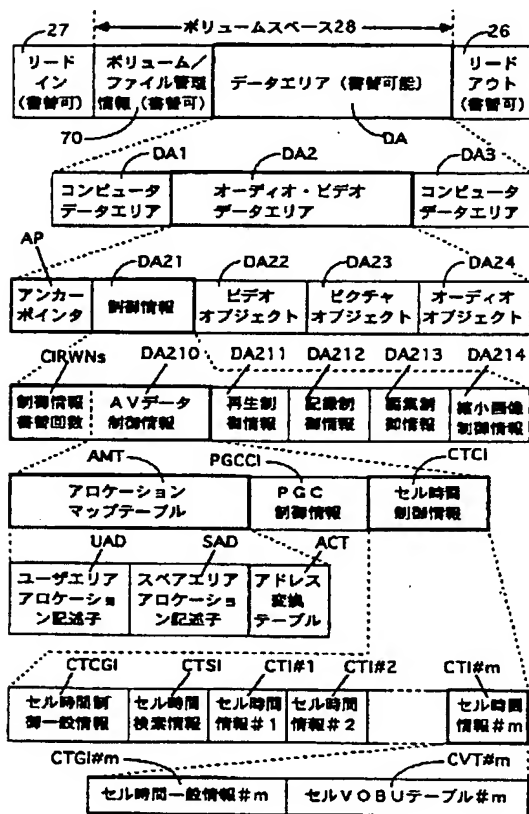 27
ボリュームスペース28
26
リード
イン
(書替可)
ボリューム/
ファイル管理
情報(書替可)
データエリア(書替可能)
リード
アウト
(書替可)
70
DA
DA1
DA2
DA3
コンピュータ
データエリア
オーディオ・ビデオ
データエリア
コンピュータ
データエリア
AP
DA21
DA22
DA23
DA24
アンカー
ポインタ
制御情報
ビデオ
オブジェクト
ピクチャ
オブジェクト
オーディオ
オブジェクト
CIRWNs
DA210
DA211
DA212
DA213
DA214
制御情報
書替回数
AVデータ
制御情報
再生制
御情報
記録制
御情報
編集制
御情報
縮小画像
制御情報
AMT
PGCCI
CTCI
アロケーション
マップテーブル
PGC
制御情報
セル時間
制御情報
UAD
SAD
ACT
ユーザエリア
アロケーショ
ン記述子
スペアエリア
アロケーショ
ン記述子
アドレス
変換
テーブル
CTCGI
CTSI
CTI#1
CTI#2
CTI#m
セル時間制
御一般情報
セル時間
検索情報
セル時間
情報#1
セル時間
情報#2
セル時間
情報#m
CTGI#m
CVT#m
セル時間一般情報#m
セルVOBUテーブル#m